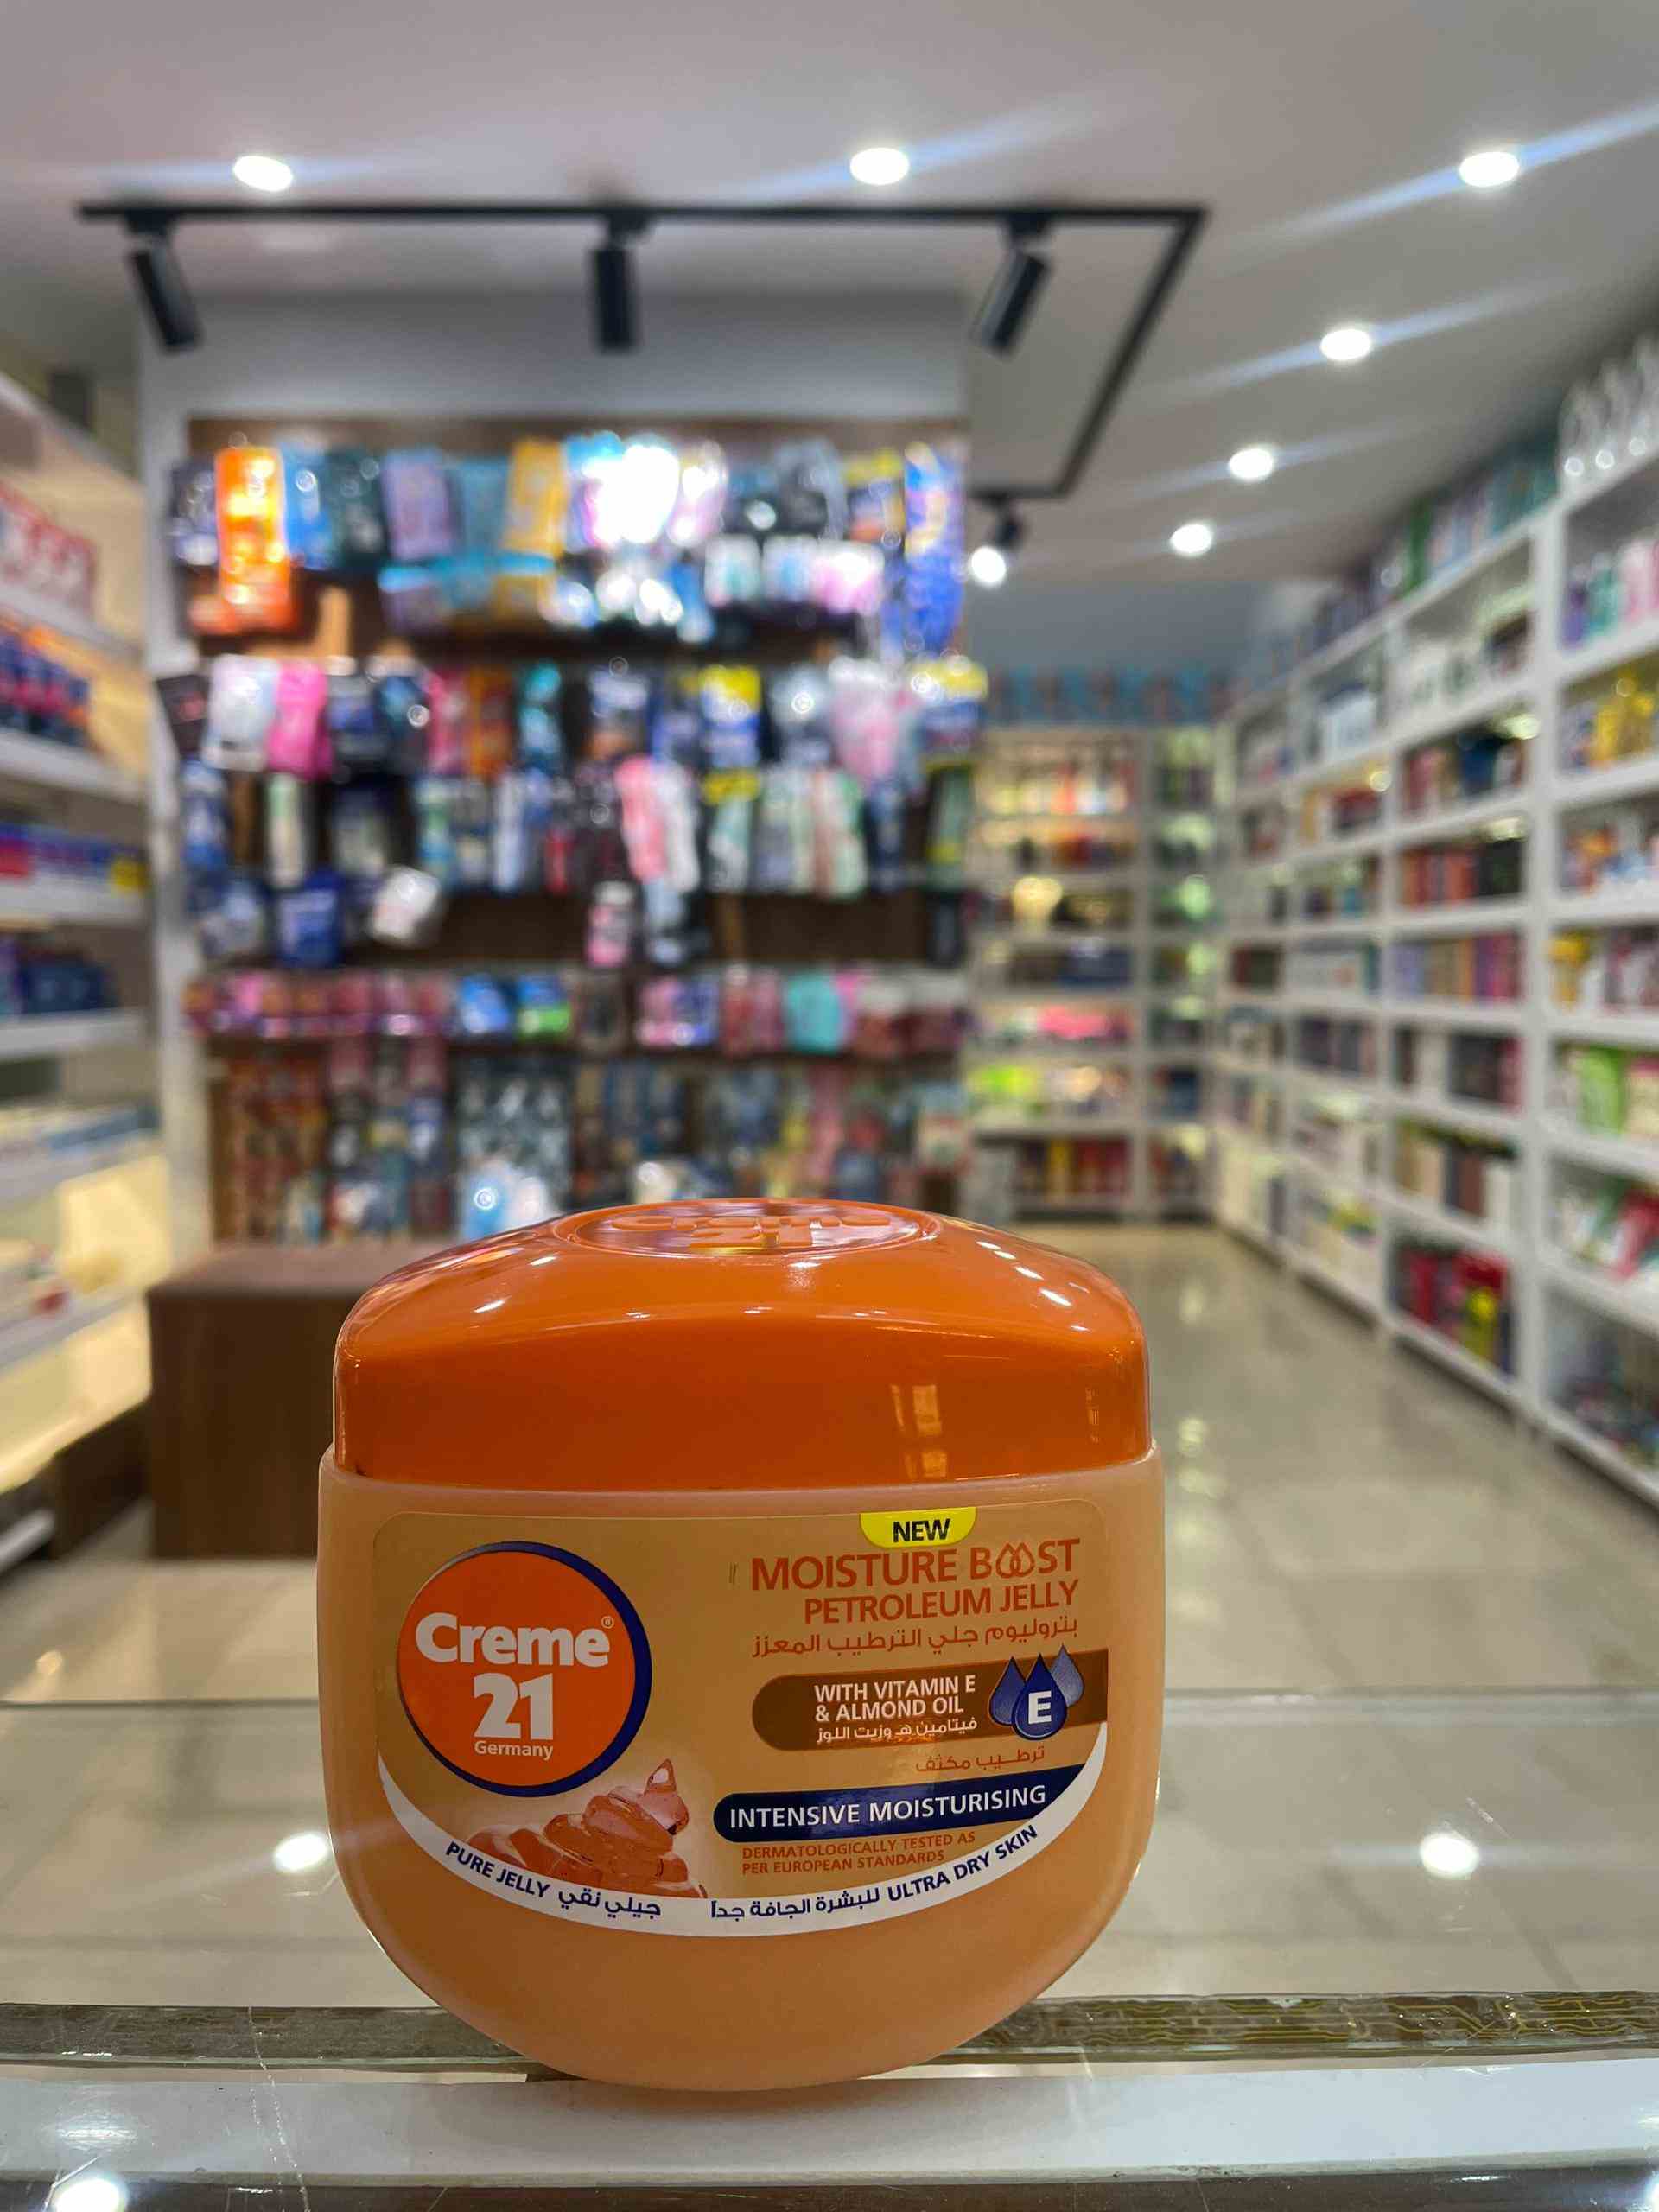 Creme
21
NEW
MOISTURE BOOST
PETROLEUM JELLY
بتروليوم جلي الترطيب المعزز
Creme®
21
Germany
WITH VITAMIN E
& ALMOND OIL
فيتامين هـ وزيت اللوز
E
ترطيب مكثف
INTENSIVE MOISTURISING
DERMATOLOGICALLY TESTED AS
PER EUROPEAN STANDARDS
PURE JELLY جيلي نقي
للبشرة الجافة جداً ULTRA DRY SKIN